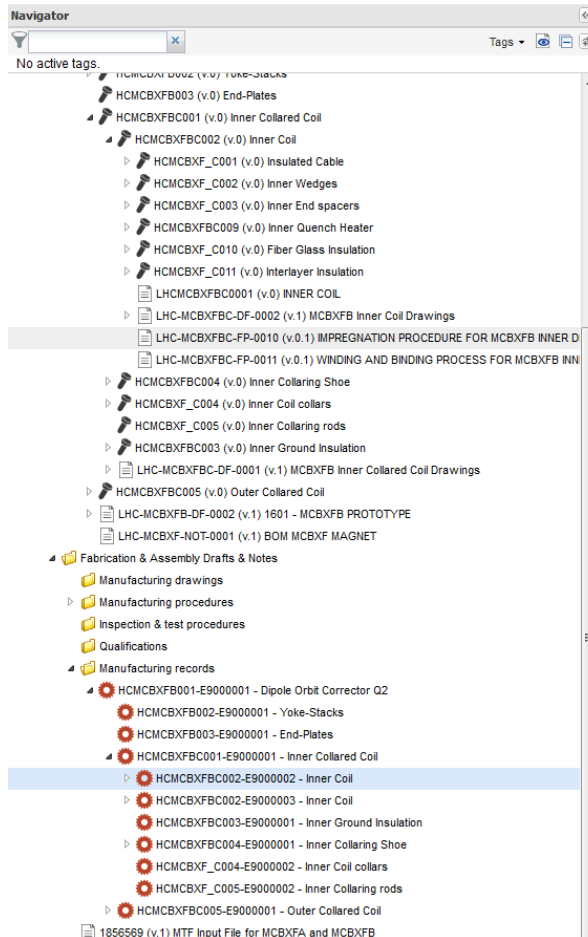 Navigator
Tags
No active tags.
HCMCBXFB002 (v.0) Yoke-Stacks
HCMCBXFB003 (v.0) End-Plates
HCMCBXFBC001 (v.0) Inner Collared Coil
HCMCBXFBC002 (v.0) Inner Coil
HCMCBXF_C001 (v.0) Insulated Cable
HCMCBXF_C002 (v.0) Inner Wedges
HCMCBXF_C003 (v.0) Inner End spacers
HCMCBXFBC009 (v.0) Inner Quench Heater
HCMCBXF_C010 (v.0) Fiber Glass Insulation
HCMCBXF_C011 (v.0) Interlayer Insulation
LHCMCBXFBC0001 (v.0) INNER COIL
LHC-MCBXFBC-DF-0002 (v.1) MCBXFB Inner Coil Drawings
LHC-MCBXFBC-FP-0010 (v.0.1) IMPREGNATION PROCEDURE FOR MCBXFB INNER D
LHC-MCBXFBC-FP-0011 (v.0.1) WINDING AND BINDING PROCESS FOR MCBXFB INN
HCMCBXFBC004 (v.0) Inner Collaring Shoe
HCMCBXF_C004 (v.0) Inner Coil collars
HCMCBXF_C005 (v.0) Inner Collaring rods
HCMCBXFBC003 (v.0) Inner Ground Insulation
LHC-MCBXFBC-DF-0001 (v.1) MCBXFB Inner Collared Coil Drawings
HCMCBXFBC005 (v.0) Outer Collared Coil
LHC-MCBXFB-DF-0002 (v.1) 1601 - MCBXFB PROTOTYPE
LHC-MCBXF-NOT-0001 (v.1) BOM MCBXF MAGNET
Fabrication & Assembly Drafts & Notes
Manufacturing drawings
Manufacturing procedures
Inspection & test procedures
Qualifications
Manufacturing records
HCMCBXFB001-E9000001 - Dipole Orbit Corrector Q2
HCMCBXFB002-E9000001 - Yoke-Stacks
HCMCBXFB003-E9000001 - End-Plates
HCMCBXFBC001-E9000001 - Inner Collared Coil
HCMCBXFBC002-E9000002 - Inner Coil
HCMCBXFBC002-E9000003 - Inner Coil
HCMCBXFBC003-E9000001 - Inner Ground Insulation
HCMCBXFBC004-E9000001 - Inner Collaring Shoe
HCMCBXF_C004-E9000002 - Inner Coil collars
HCMCBXF_C005-E9000002 - Inner Collaring rods
HCMCBXFBC005-E9000001 - Outer Collared Coil
1856569 (v.1) MTF Input File for MCBXFA and MCBXFB